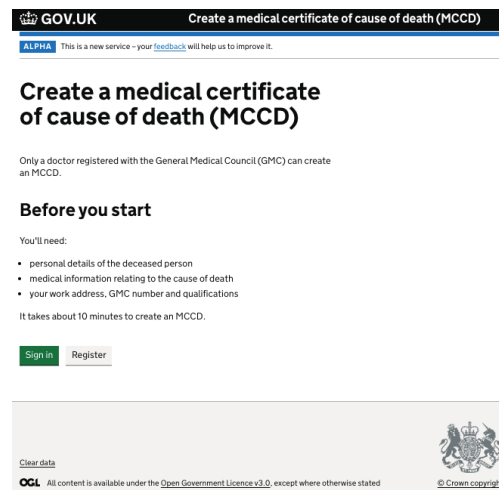 GOV.UK Create a medical certificate of cause of death (MCCD)
ALPHA This is a new service – your feedback will help us to improve it.
Create a medical certificate
of cause of death (MCCD)
Only a doctor registered with the General Medical Council (GMC) can create
an MCCD.
Before you start
You'll need:
• personal details of the deceased person
• medical information relating to the cause of death
• your work address, GMC number and qualifications
It takes about 10 minutes to create an MCCD.
Sign in Register
Clear data
OGL All content is available under the Open Government Licence v3.0, except where otherwise stated
© Crown copyrigh